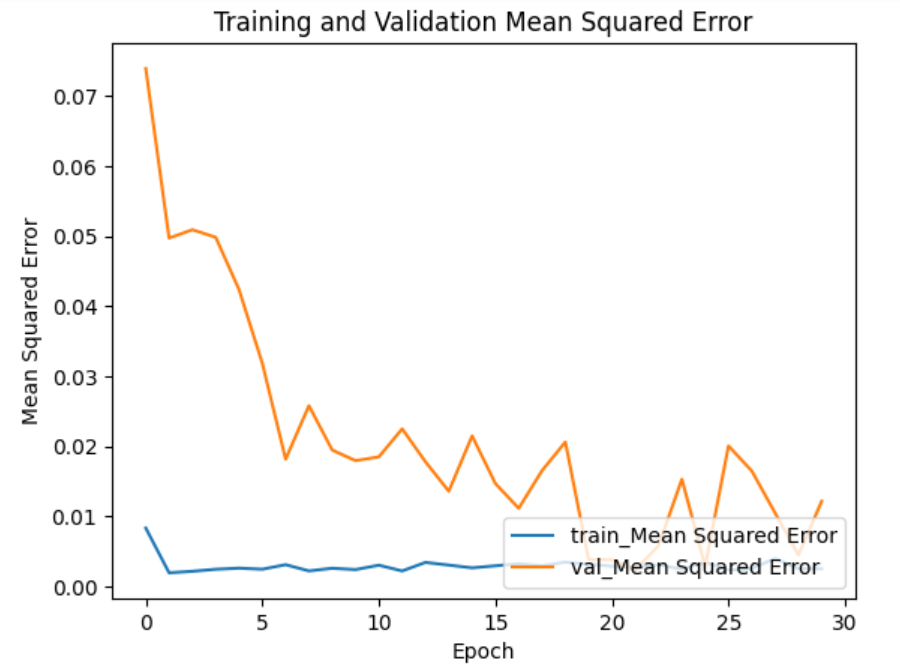 Training and Validation Mean Squared Error
Mean Squared Error
0.07
0.06
0.05
0.04
0.03
0.02
0.01
0.00
train_Mean Squared Error
val_Mean Squared Error
0 5 10 15 20 25 30
Epoch